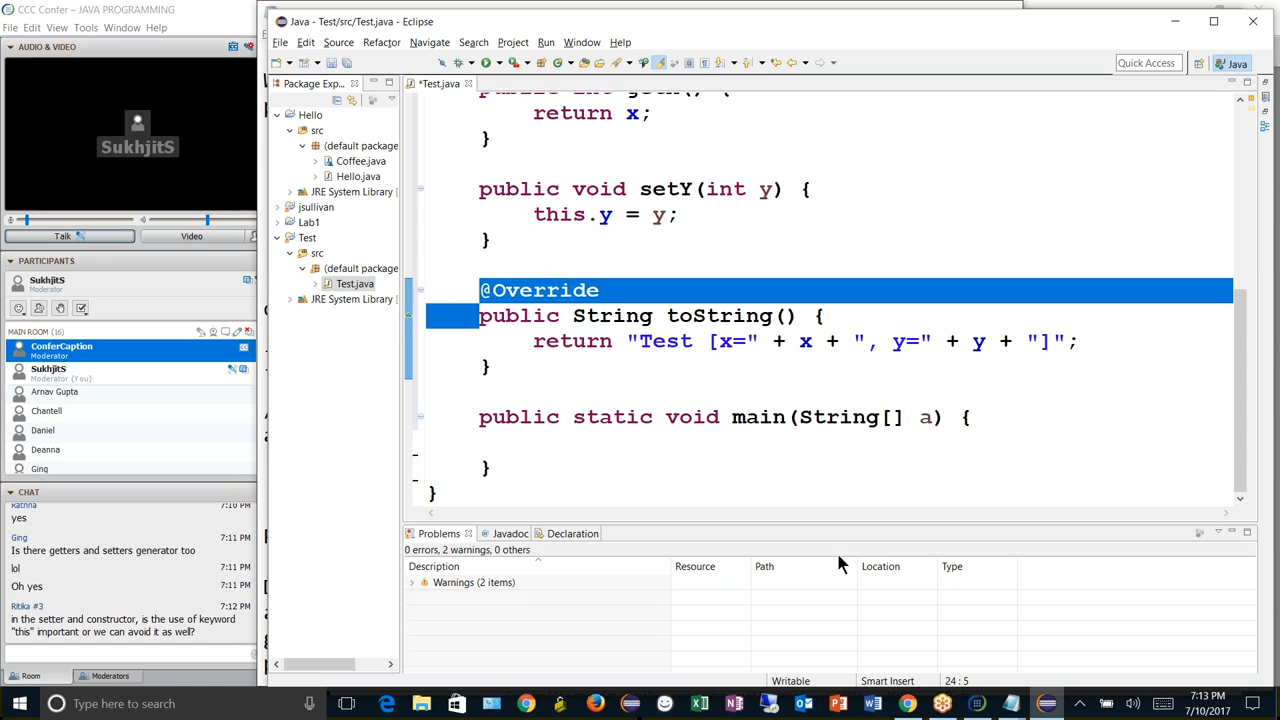 CCC Confer – JAVA PROGRAMMING
File Edit View Tools Window Help
AUDIO & VIDEO
SukhjitS
Talk
Video
PARTICIPANTS
SukhjitS
Moderator
MAIN ROOM (16)
ConferCaption
Moderator
SukhjitS
Moderator (You)
Arnav Gupta
Chantell
Daniel
Deanna
Ging
CHAT
Rathna 7:10 PM
yes
Ging 7:11 PM
Is there getters and setters generator too
lol 7:11 PM
Oh yes
Ritika #3 7:12 PM
in the setter and constructor, is the use of keyword
"this" important or we can avoid it as well?
Room
Moderators
Java - Test/src/Test.java - Eclipse
File Edit Source Refactor Navigate Search Project Run Window Help
Quick Access
Java
Package Exp...
Hello
src
(default package
Coffee.java
Hello.java
JRE System Library
jsullivan
Lab1
Test
src
(default package
Test.java
JRE System Library
*Test.java
return x;
}
public void setY(int y) {
this.y = y;
}
@Override
public String toString() {
return "Test [x=" + x + ", y=" + y + "]";
}
public static void main(String[] a) {
}
}
Problems
@ Javadoc
Declaration
0 errors, 2 warnings, 0 others
Description Resource Path Location Type
Warnings (2 items)
Writable
Smart Insert
24 : 5
Type here to search
7:13 PM
7/10/2017